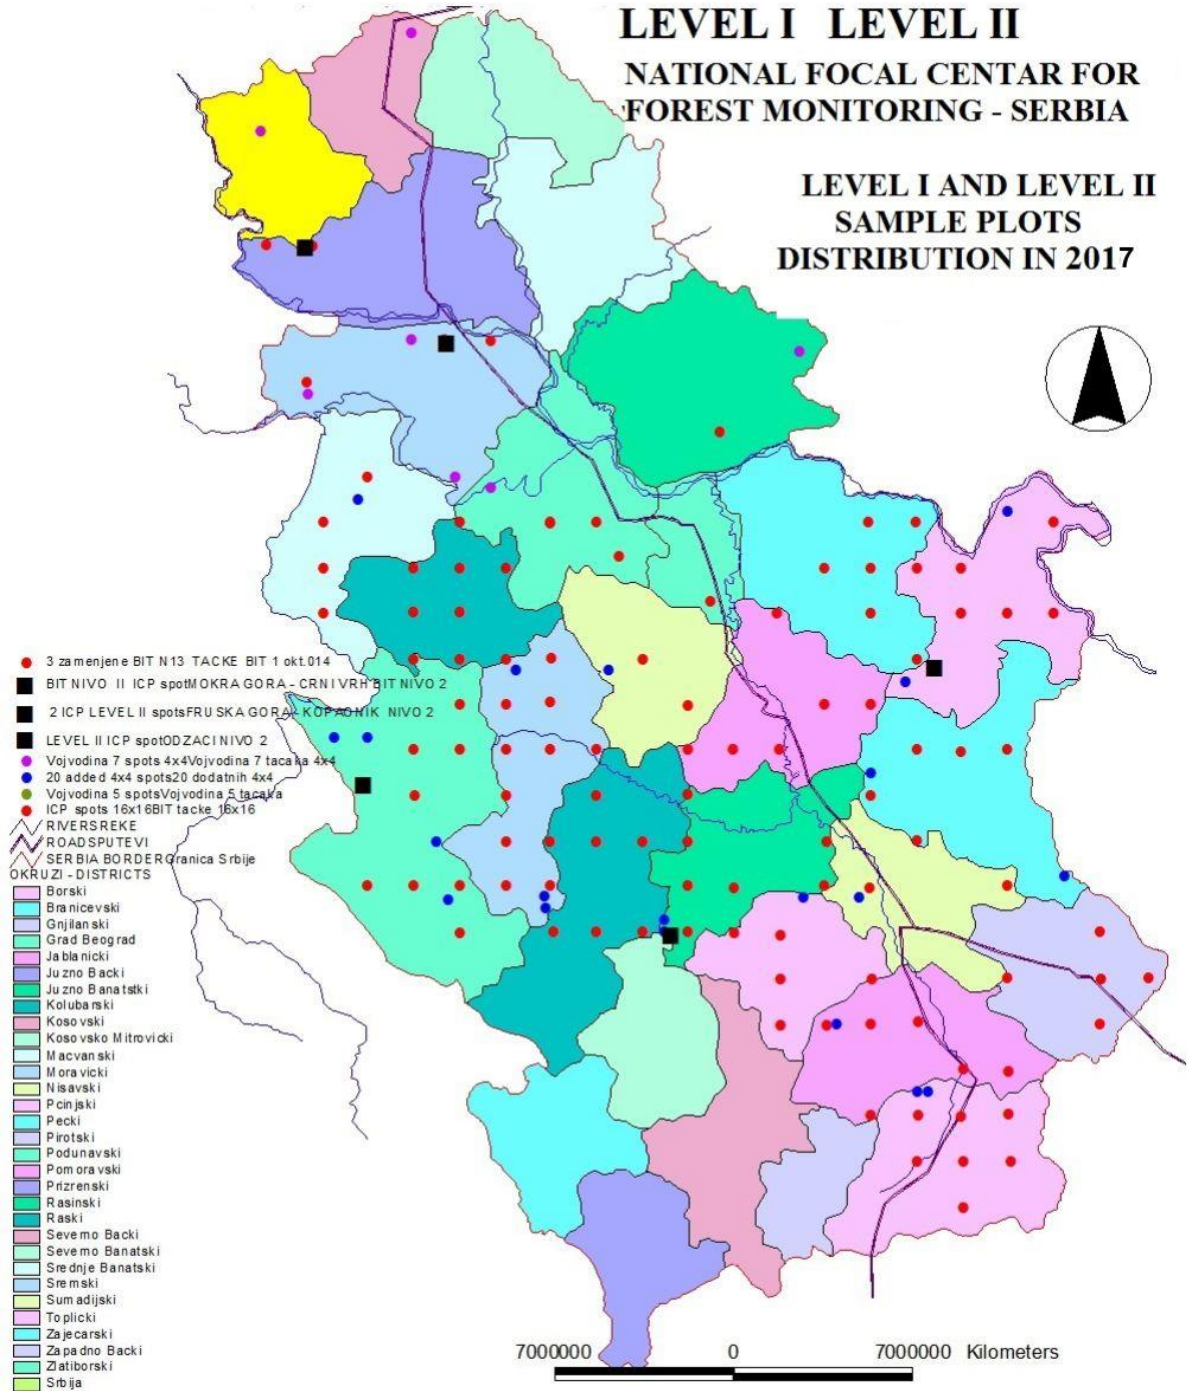 LEVEL I LEVEL II
NATIONAL FOCAL CENTAR FOR
FOREST MONITORING - SERBIA
LEVEL I AND LEVEL II
SAMPLE PLOTS
DISTRIBUTION IN 2017
3 zamenjene BIT N13 TACKE BIT 1 okt.014
BIT NIVO II ICP spotMOKRA GORA - CRNI VRH BIT NIVO 2
2 ICP LEVEL II spotsFRUSKA GORA - KOPAONIK NIVO 2
LEVEL II ICP spotODZACI NIVO 2
Vojvodina 7 spots 4x4Vojvodina 7 tacaka 4x4
20 added 4x4 spots20 dodatnih 4x4
Vojvodina 5 spotsVojvodina 5 tacaka
ICP spots 16x16BIT tacke 16x16
RIVERSREKE
ROADSPUTEVI
SERBIA BORDERGranica Srbije
OKRUZI - DISTRICTS
Borski
Branicevski
Gnjilanski
Grad Beograd
Jablanicki
Juzno Backi
Juzno Banatstki
Kolubarski
Kosovski
Kosovsko Mitrovicki
Macvanski
Moravicki
Nisavski
Pcinjski
Pecki
Pirotski
Podunavski
Pomoravski
Prizrenski
Rasinski
Raski
Severno Backi
Severno Banatski
Srednje Banatski
Sremski
Sumadijski
Toplicki
Zajecarski
Zapadno Backi
Zlatiborski
Srbija
7000000 0 7000000 Kilometers